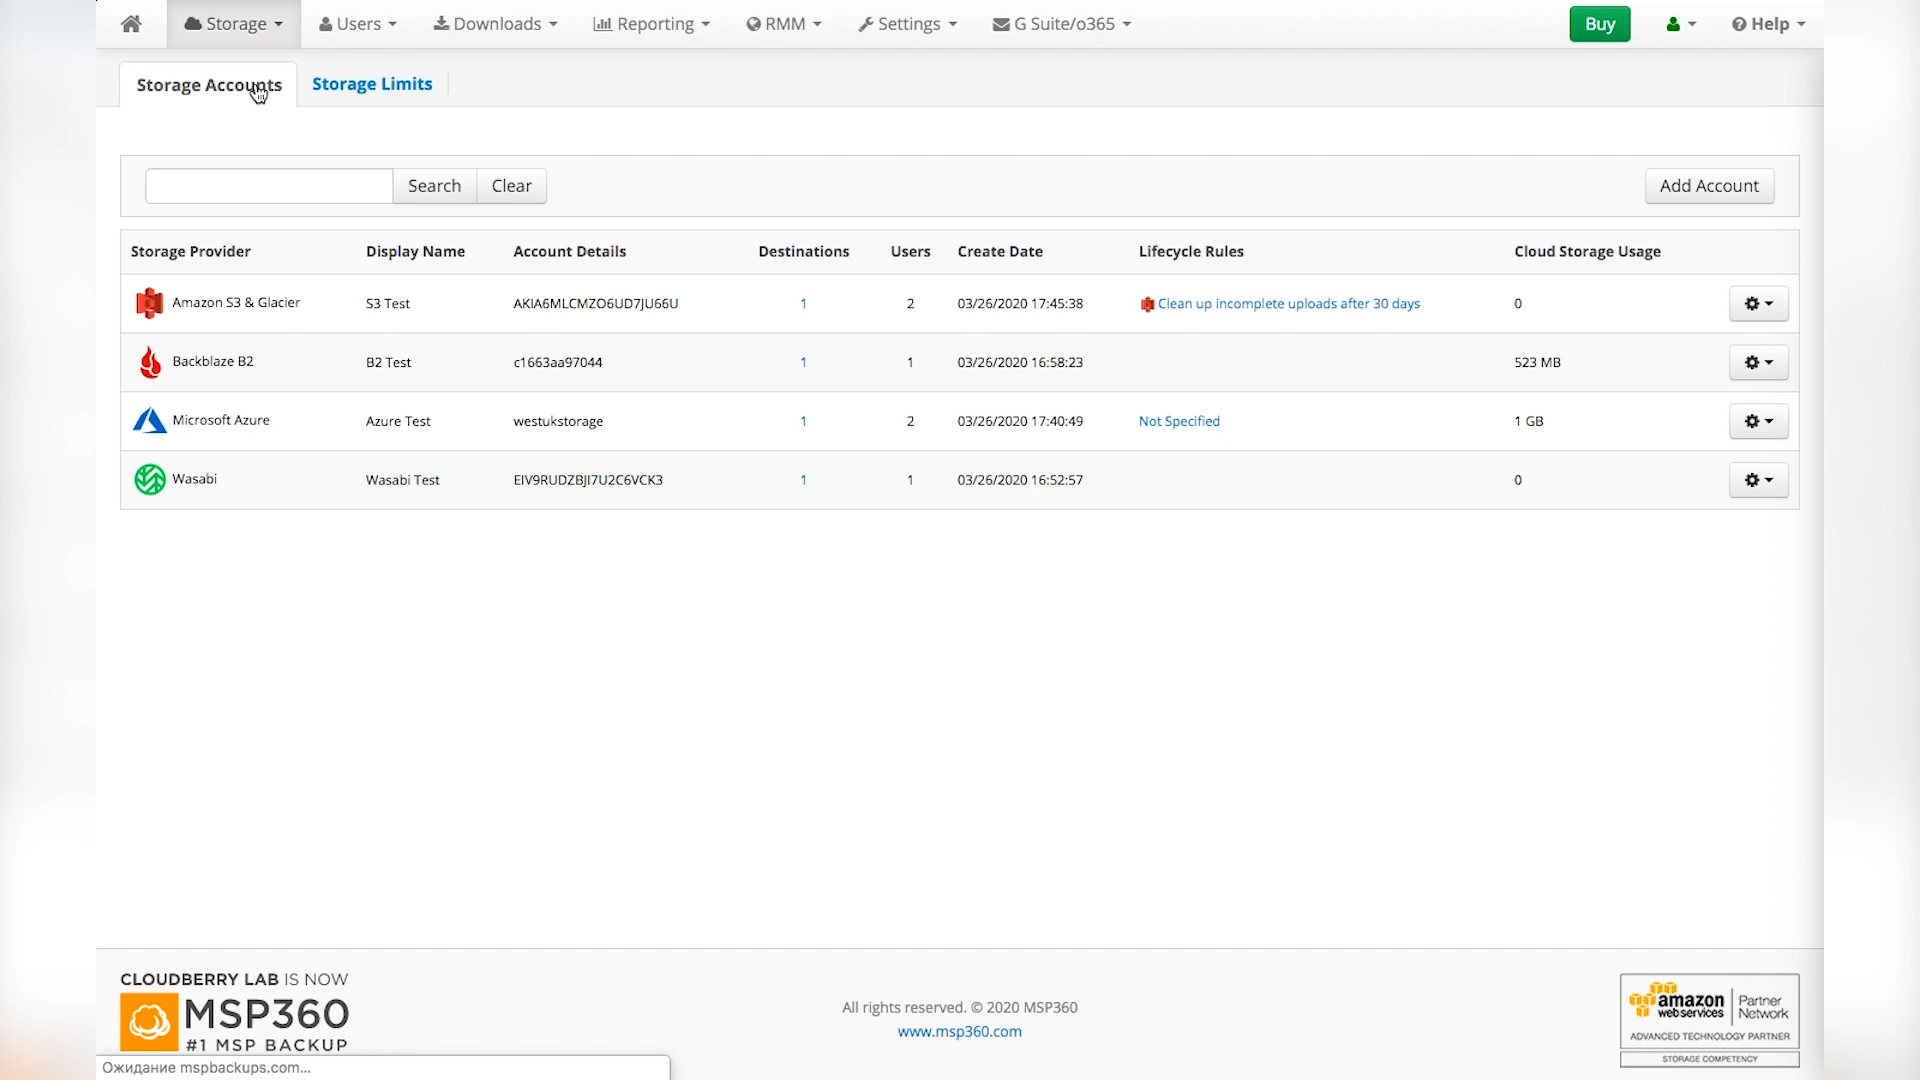 Storage Users Downloads Reporting RMM Settings G Suite/o365 Buy Help
Storage Accounts Storage Limits
Search Clear Add Account
Storage Provider Display Name Account Details Destinations Users Create Date Lifecycle Rules Cloud Storage Usage
Amazon S3 & Glacier S3 Test AKIA6MLCMZO6UD7JU66U 1 2 03/26/2020 17:45:38 Clean up incomplete uploads after 30 days 0
Backblaze B2 B2 Test c1663aa97044 1 1 03/26/2020 16:58:23 523 MB
Microsoft Azure Azure Test westukstorage 1 2 03/26/2020 17:40:49 Not Specified 1 GB
Wasabi Wasabi Test EIV9RUDZBJI7U2C6VCK3 1 1 03/26/2020 16:52:57 0
CLOUDBERRY LAB IS NOW
MSP360
#1 MSP BACKUP
All rights reserved. © 2020 MSP360
www.msp360.com
amazon
webservices
Partner
Network
ADVANCED TECHNOLOGY PARTNER
STORAGE COMPETENCY
Ожидание mspbackups.com...